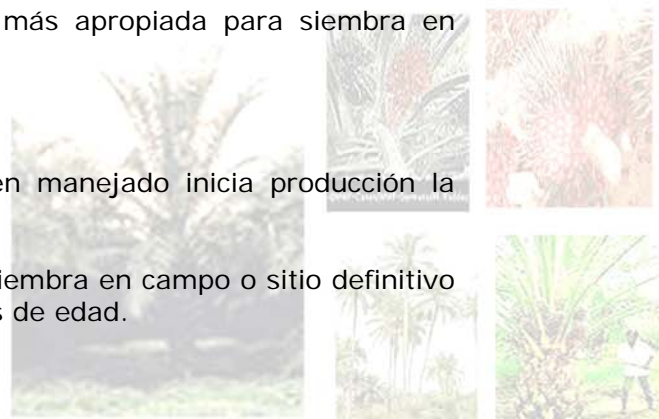 más apropiada para siembra en
en manejado inicia producción la
iembra en campo o sitio definitivo
s de edad.